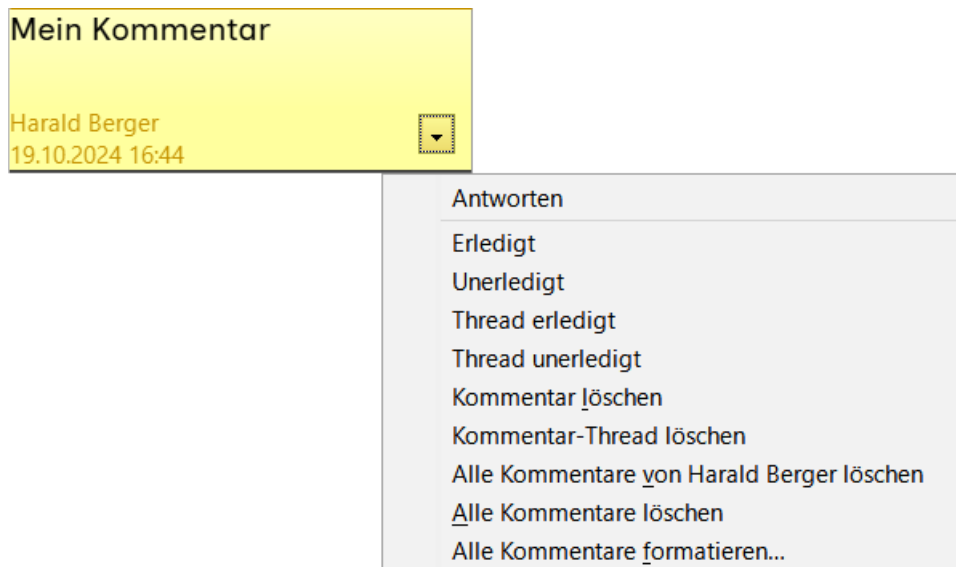 Mein Kommentar
Harald Berger
19.10.2024 16:44
Antworten
Erledigt
Unerledigt
Thread erledigt
Thread unerledigt
Kommentar löschen
Kommentar-Thread löschen
Alle Kommentare von Harald Berger löschen
Alle Kommentare löschen
Alle Kommentare formatieren...